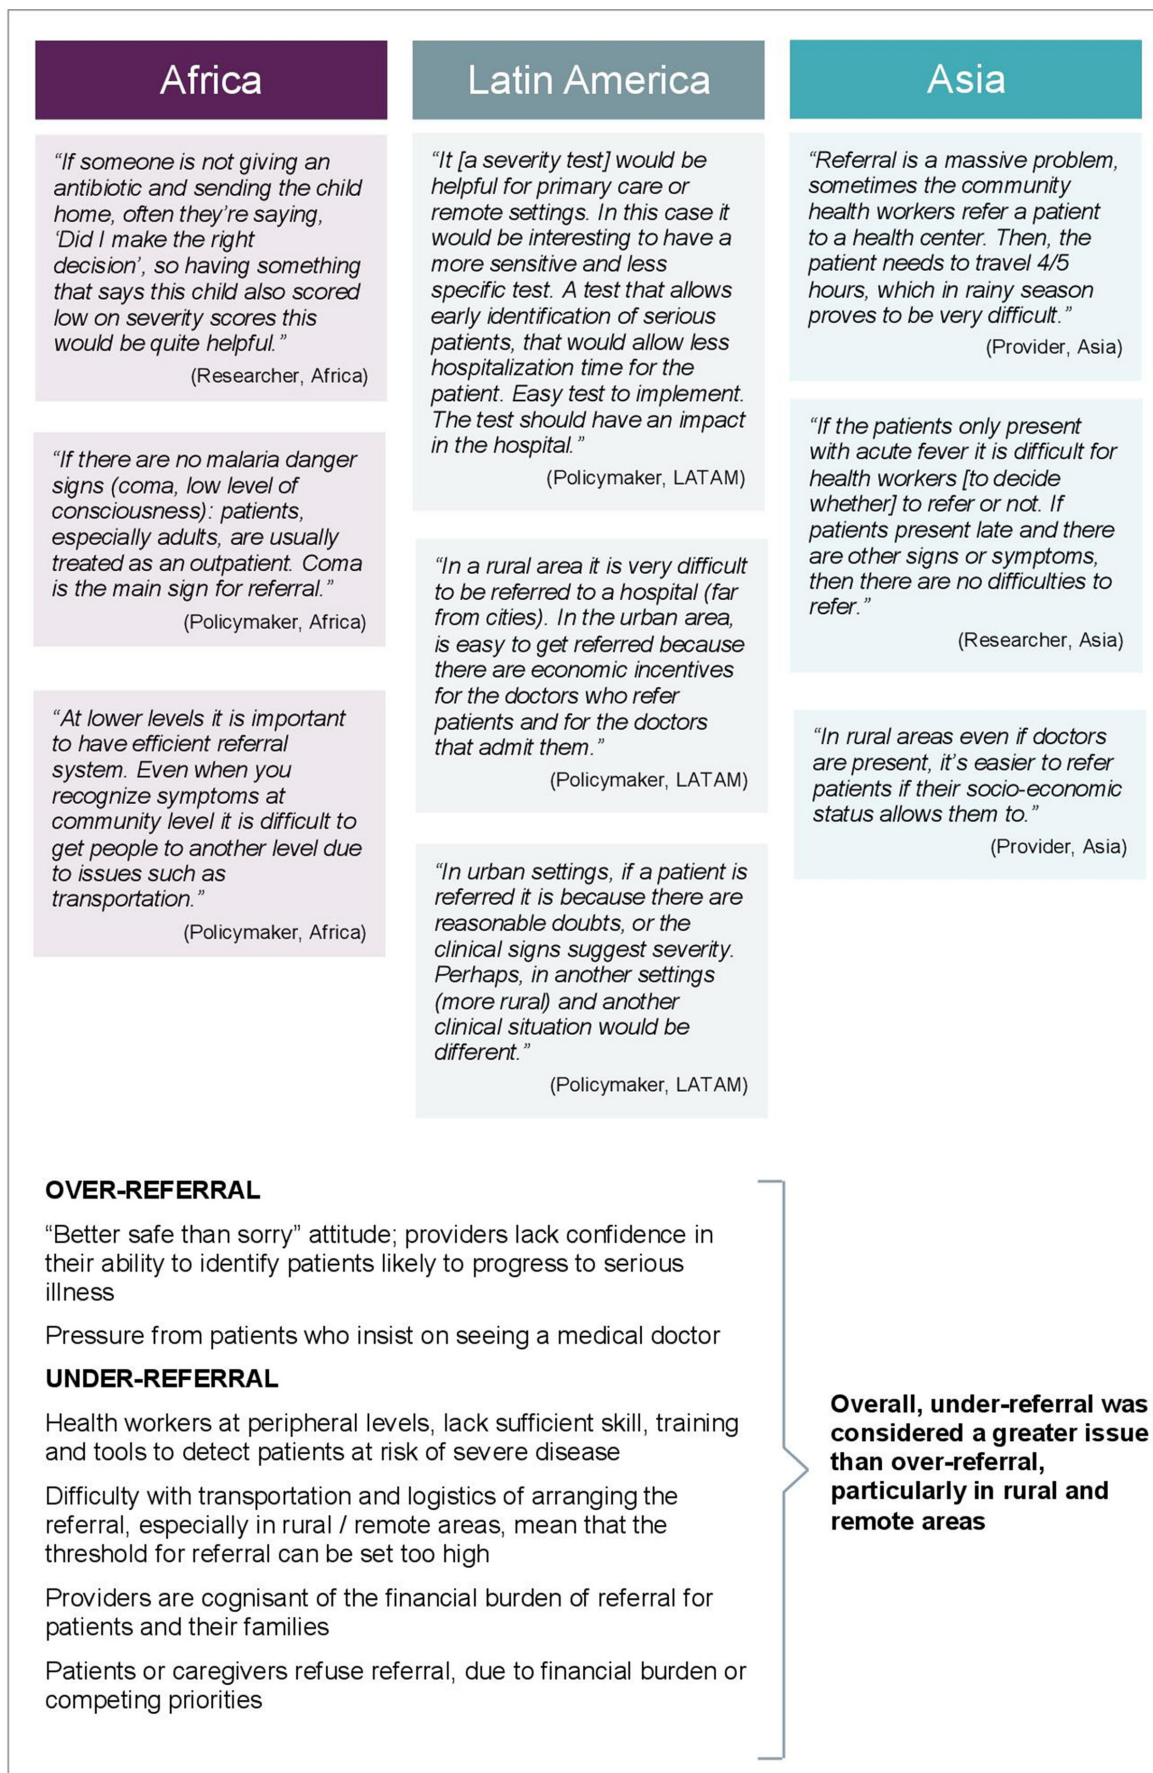 Africa
“If someone is not giving an
antibiotic and sending the child
home, often they’re saying,
‘Did I make the right
decision’, so having something
that says this child also scored
low on severity scores this
would be quite helpful.”
(Researcher, Africa)
“If there are no malaria danger
signs (coma, low level of
consciousness): patients,
especially adults, are usually
treated as an outpatient. Coma
is the main sign for referral.”
(Policymaker, Africa)
“At lower levels it is important
to have efficient referral
system. Even when you
recognize symptoms at
community level it is difficult to
get people to another level due
to issues such as
transportation.”
(Policymaker, Africa)
Latin America
“It [a severity test] would be
helpful for primary care or
remote settings. In this case it
would be interesting to have a
more sensitive and less
specific test. A test that allows
early identification of serious
patients, that would allow less
hospitalization time for the
patient. Easy test to implement.
The test should have an impact
in the hospital.”
(Policymaker, LATAM)
“In a rural area it is very difficult
to be referred to a hospital (far
from cities). In the urban area,
is easy to get referred because
there are economic incentives
for the doctors who refer
patients and for the doctors
that admit them.”
(Policymaker, LATAM)
“In urban settings, if a patient is
referred it is because there are
reasonable doubts, or the
clinical signs suggest severity.
Perhaps, in another settings
(more rural) and another
clinical situation would be
different.”
(Policymaker, LATAM)
Asia
“Referral is a massive problem,
sometimes the community
health workers refer a patient
to a health center. Then, the
patient needs to travel 4/5
hours, which in rainy season
proves to be very difficult.”
(Provider, Asia)
“If the patients only present
with acute fever it is difficult for
health workers [to decide
whether] to refer or not. If
patients present late and there
are other signs or symptoms,
then there are no difficulties to
refer.”
(Researcher, Asia)
“In rural areas even if doctors
are present, it’s easier to refer
patients if their socio-economic
status allows them to.”
(Provider, Asia)
OVER-REFERRAL
“Better safe than sorry” attitude; providers lack confidence in
their ability to identify patients likely to progress to serious
illness
Pressure from patients who insist on seeing a medical doctor
UNDER-REFERRAL
Health workers at peripheral levels, lack sufficient skill, training
and tools to detect patients at risk of severe disease
Difficulty with transportation and logistics of arranging the
referral, especially in rural / remote areas, mean that the
threshold for referral can be set too high
Providers are cognisant of the financial burden of referral for
patients and their families
Patients or caregivers refuse referral, due to financial burden or
competing priorities
Overall, under-referral was
considered a greater issue
than over-referral,
particularly in rural and
remote areas